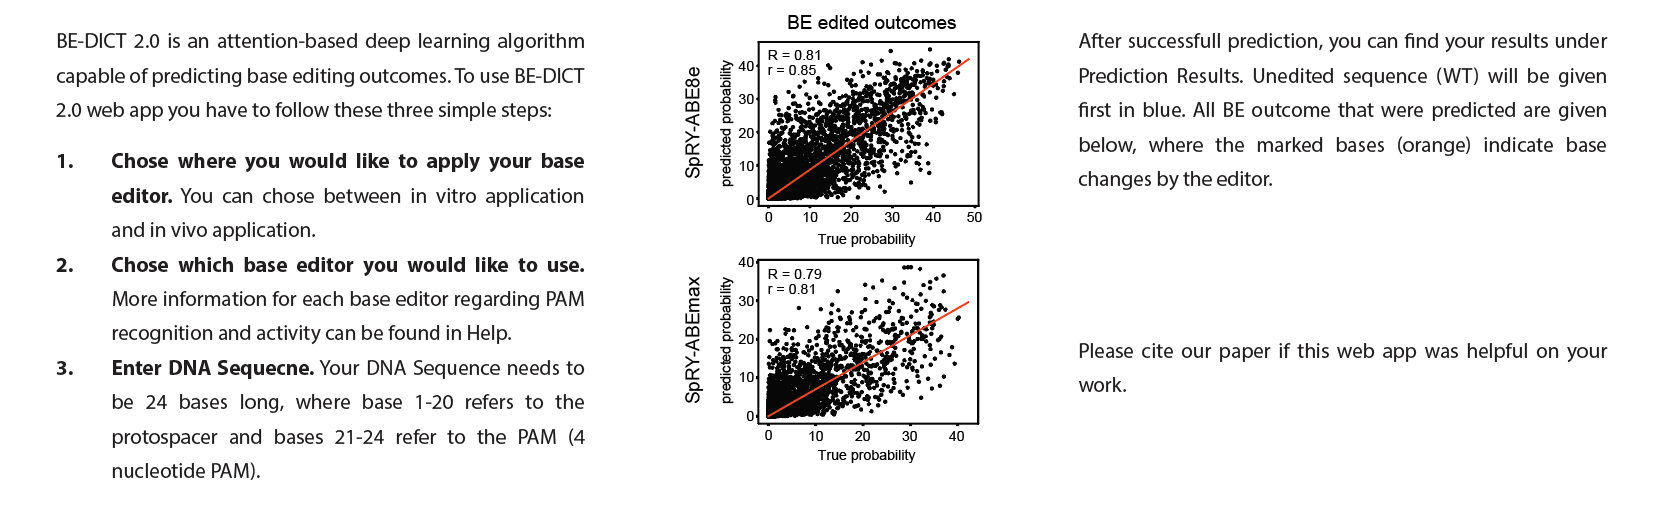 BE-DICT 2.0 is an attention-based deep learning algorithm
capable of predicting base editing outcomes. To use BE-DICT
2.0 web app you have to follow these three simple steps:
1. Chose where you would like to apply your base
editor. You can chose between in vitro application
and in vivo application.
2. Chose which base editor you would like to use.
More information for each base editor regarding PAM
recognition and activity can be found in Help.
3. Enter DNA Sequecne. Your DNA Sequence needs to
be 24 bases long, where base 1-20 refers to the
protospacer and bases 21-24 refer to the PAM (4
nucleotide PAM).
BE edited outcomes
SpRY-ABE8e
predicted probability
R = 0.81
r = 0.85
40
30
20
10
0
0 10 20 30 40 50
True probability
SpRY-ABEmax
predicted probability
R = 0.79
r = 0.81
40
30
20
10
0
0 10 20 30 40
True probability
After successfull prediction, you can find your results under
Prediction Results. Unedited sequence (WT) will be given
first in blue. All BE outcome that were predicted are given
below, where the marked bases (orange) indicate base
changes by the editor.
Please cite our paper if this web app was helpful on your
work.